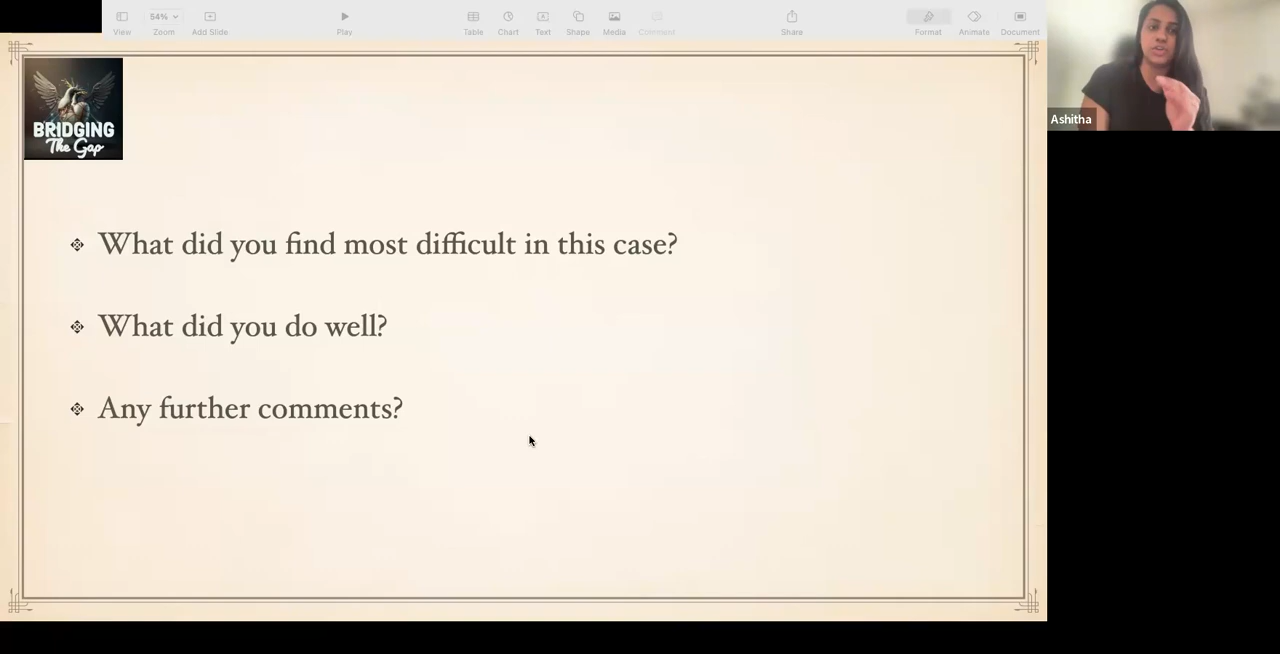 54%
View
Zoom
Add Slide
Play
Table
Chart
Text
Shape
Media
Comment
Share
Format
Animate
Document
Ashitha
BRIDGING
The Gap
What did you find most difficult in this case?
What did you do well?
Any further comments?